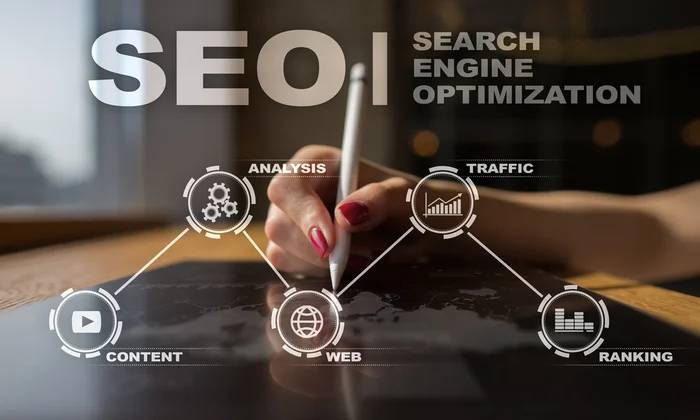 SEO
SEARCH
ENGINE
OPTIMIZATION
ANALYSIS
TRAFFIC
CONTENT
WEB
RANKING